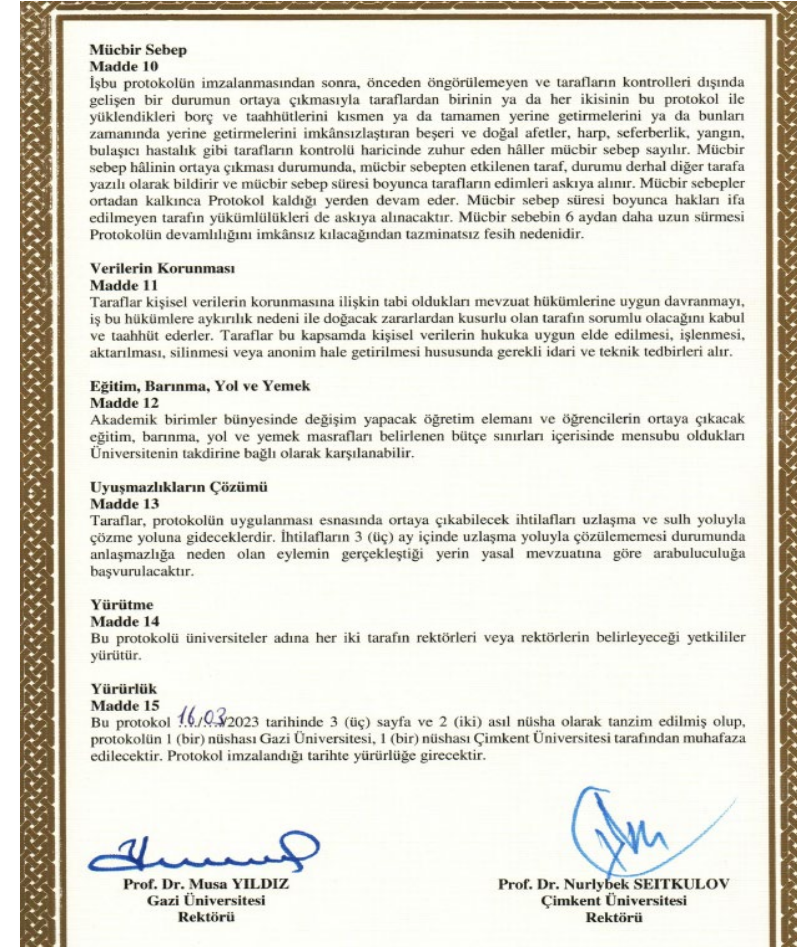 Mücbir Sebep
Madde 10
İşbu protokolün imzalanmasından sonra, önceden öngörülemeyen ve tarafların kontrolleri dışında
gelişen bir durumun ortaya çıkmasıyla taraflardan birinin ya da her ikisinin bu protokol ile
yüklendikleri borç ve taahhütlerini kısmen ya da tamamen yerine getirmelerini ya da bunları
zamanında yerine getirmelerini imkânsızlaştıran beşeri ve doğal afetler, harp, seferberlik, yangın,
bulaşıcı hastalık gibi tarafların kontrolü haricinde zuhur eden hâller mücbir sebep sayılır. Mücbir
sebep hâlinin ortaya çıkması durumunda, mücbir sebepten etkilenen taraf, durumu derhal diğer tarafa
yazılı olarak bildirir ve mücbir sebep süresi boyunca tarafların edimleri askıya alınır. Mücbir sebepler
ortadan kalkınca Protokol kaldığı yerden devam eder. Mücbir sebep süresi boyunca hakları ifa
edilmeyen tarafın yükümlülükleri de askıya alınacaktır. Mücbir sebebin 6 aydan daha uzun sürmesi
Protokolün devamlılığını imkânsız kılacağından tazminatsız fesih nedenidir.
Verilerin Korunması
Madde 11
Taraflar kişisel verilerin korunmasına ilişkin tabi oldukları mevzuat hükümlerine uygun davranmayı,
iş bu hükümlere aykırılık nedeni ile doğacak zararlardan kusurlu olan tarafın sorumlu olacağını kabul
ve taahhüt ederler. Taraflar bu kapsamda kişisel verilerin hukuka uygun elde edilmesi, işlenmesi,
aktarılması, silinmesi veya anonim hale getirilmesi hususunda gerekli idari ve teknik tedbirleri alır.
Eğitim, Barınma, Yol ve Yemek
Madde 12
Akademik birimler bünyesinde değişim yapacak öğretim elemanı ve öğrencilerin ortaya çıkacak
eğitim, barınma, yol ve yemek masrafları belirlenen bütçe sınırları içerisinde mensubu oldukları
Üniversitenin takdirine bağlı olarak karşılanabilir.
Uyuşmazlıkların Çözümü
Madde 13
Taraflar, protokolün uygulanması esnasında ortaya çıkabilecek ihtilafları uzlaşma ve sulh yoluyla
çözme yoluna gideceklerdir. İhtilafların 3 (üç) ay içinde uzlaşma yoluyla çözülememesi durumunda
anlaşmazlığa neden olan eylemin gerçekleştiği yerin yasal mevzuatına göre arabuluculuğa
başvurulacaktır.
Yürütme
Madde 14
Bu protokolü üniversiteler adına her iki tarafın rektörleri veya rektörlerin belirleyeceği yetkililer
yürütür.
Yürürlük
Madde 15
Bu protokol 16/03/2023 tarihinde 3 (üç) sayfa ve 2 (iki) asıl nüsha olarak tanzim edilmiş olup,
protokolün 1 (bir) nüshası Gazi Üniversitesi, 1 (bir) nüshası Çimkent Üniversitesi tarafından muhafaza
edilecektir. Protokol imzalandığı tarihte yürürlüğe girecektir.
Prof. Dr. Musa YILDIZ
Gazi Üniversitesi
Rektörü
Prof. Dr. Nurlybek SEITKULOV
Çimkent Üniversitesi
Rektörü